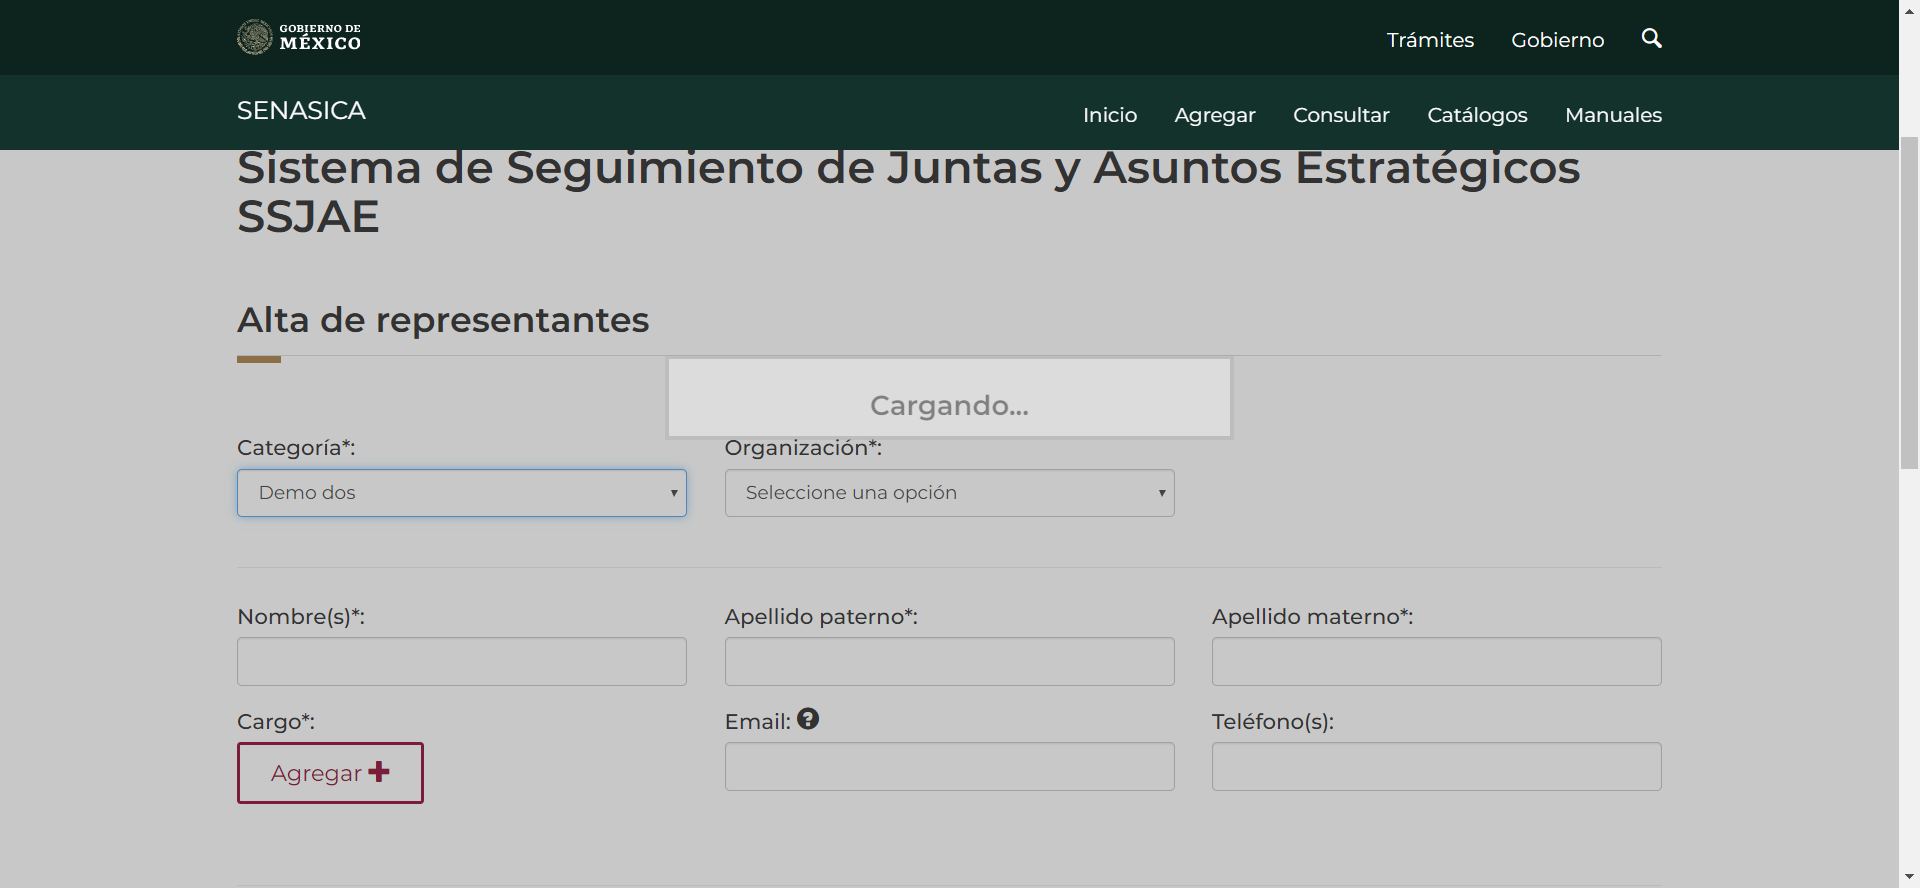 GOBIERNO DE
MÉXICO
Trámites Gobierno
SENASICA
Inicio Agregar Consultar Catálogos Manuales
Sistema de Seguimiento de Juntas y Asuntos Estratégicos
SSJAE
Alta de representantes
Cargando...
Categoría*: Organización*:
Demo dos Seleccione una opción
Nombre(s)*: Apellido paterno*: Apellido materno*:
Cargo*: Email: ? Teléfono(s):
Agregar +